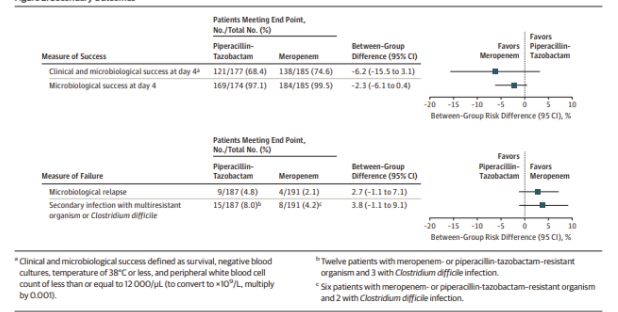 Patients Meeting End Point,
No./Total No. (%)
Measure of Success
Piperacillin-
Tazobactam
Meropenem
Between-Group
Difference (95% CI)
Favors
Meropenem
Favors
Piperacillin-
Tazobactam
Clinical and microbiological success at day 4ᵃ 121/177 (68.4) 138/185 (74.6) -6.2 (-15.5 to 3.1)
Microbiological success at day 4 169/174 (97.1) 184/185 (99.5) -2.3 (-6.1 to 0.4)
-20 -15 -10 -5 0 5 10
Between-Group Risk Difference (95 CI), %
Patients Meeting End Point,
No./Total No. (%)
Measure of Failure
Piperacillin-
Tazobactam
Meropenem
Between-Group
Difference (95% CI)
Favors
Piperacillin-
Tazobactam
Favors
Meropenem
Microbiological relapse 9/187 (4.8) 4/191 (2.1) 2.7 (-1.1 to 7.1)
Secondary infection with multiresistant
organism or Clostridium difficile
15/187 (8.0)ᵇ 8/191 (4.2)ᶜ 3.8 (-1.1 to 9.1)
-20 -15 -10 -5 0 5 10
Between-Group Risk Difference (95 CI), %
ᵃ Clinical and microbiological success defined as survival, negative blood
cultures, temperature of 38°C or less, and peripheral white blood cell
count of less than or equal to 12 000/μL (to convert to ×10⁹/L, multiply
by 0.001).
ᵇ Twelve patients with meropenem- or piperacillin-tazobactam–resistant
organism and 3 with Clostridium difficile infection.
ᶜ Six patients with meropenem- or piperacillin-tazobactam–resistant organism
and 2 with Clostridium difficile infection.